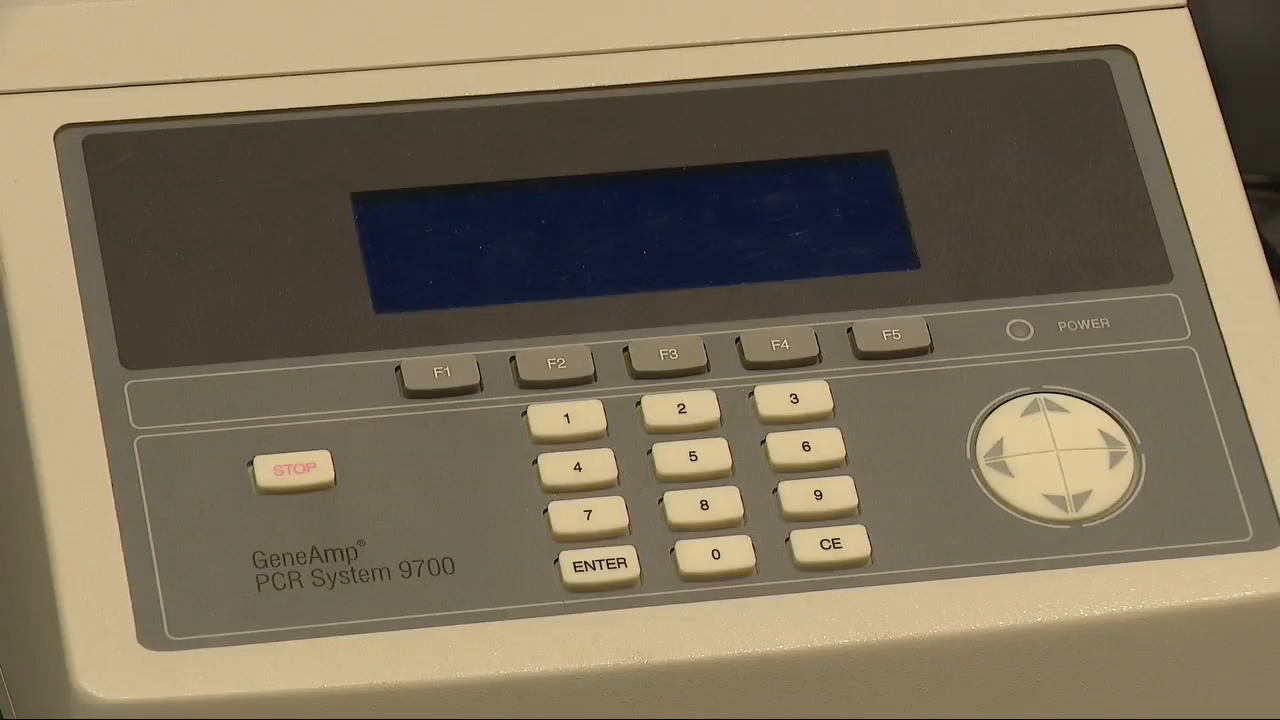 F1 F2 F3 F4 F5 POWER
1 2 3
STOP 4 5 6
7 8 9
GeneAmp®
PCR System 9700
ENTER 0 CE